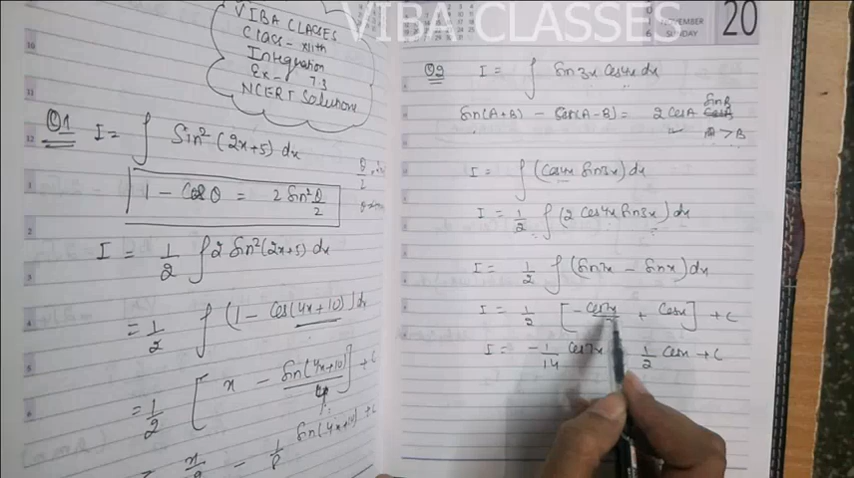 VIBA CLASSES
VIBA CLASSES
Class - XIIth
Integration
Ex - 7.3
NCERT Solutions
Q1 I = ∫ Sin² (2x+5) dx
1 - Cosθ = 2 Sin² θ/2
I = 1/2 ∫ 2 Sin² (2x+5) dx
= 1/2 ∫ (1 - Cos(4x+10)) dx
= 1/2 [ x - Sin(4x+10)/4 ] + C
= x/8 - 1/8 Sin(4x+10) + C
NOVEMBER
SUNDAY
20
Q2 I = ∫ Sin3x Cos4x dx
Sin(A+B) - Sin(A-B) = 2 CosA SinB
A > B
I = ∫ (Cos4x Sin3x) dx
I = 1/2 ∫ (2 Cos4x Sin3x) dx
I = 1/2 ∫ (Sin7x - Sinx) dx
I = 1/2 [ -Cos7x/7 + Cosx ] + C
I = -1/14 Cos7x 1/2 Cosx + C